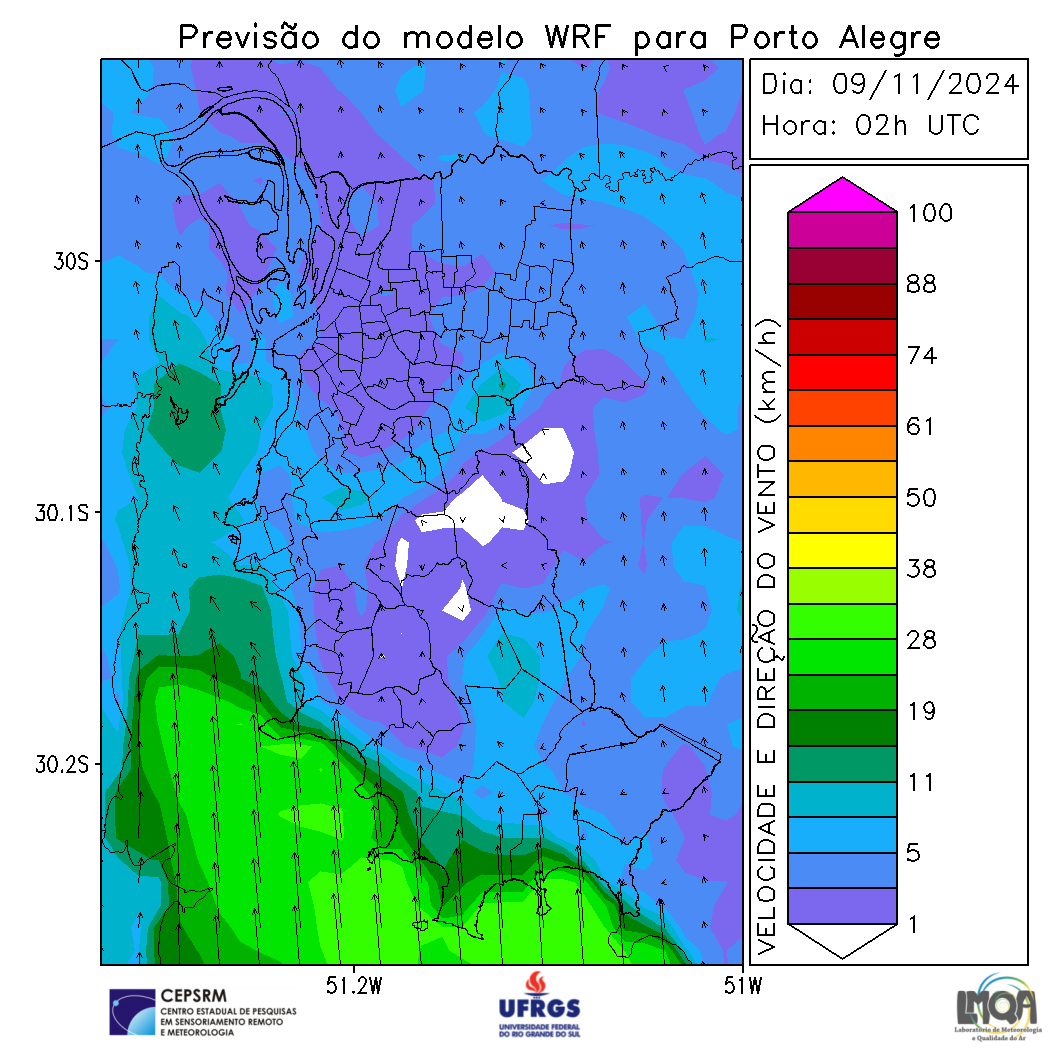 Previsão do modelo WRF para Porto Alegre
Dia: 09/11/2024
Hora: 02h UTC
30S
30.1S
30.2S
51.2W
51W
VELOCIDADE E DIREÇÃO DO VENTO (km/h)
100
88
74
61
50
38
28
19
11
5
1
CEPSRM
CENTRO ESTADUAL DE PESQUISAS
EM SENSORIAMENTO REMOTO
E METEOROLOGIA
UFRGS
UNIVERSIDADE FEDERAL
DO RIO GRANDE DO SUL
LMQA
Laboratório de Meteorologia
e Qualidade do Ar